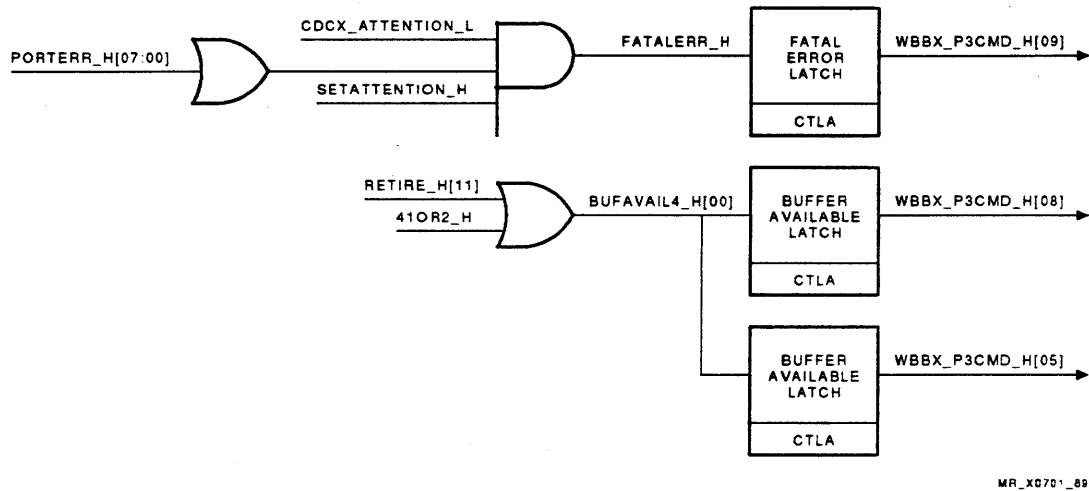 CDCX_ATTENTION_L
PORTERR_H[07:00]
SETATTENTION_H
FATALERR_H
FATAL
ERROR
LATCH
CTLA
WBBX_P3CMD_H[09]
RETIRE_H[11]
41OR2_H
BUFAVAIL4_H[00]
BUFFER
AVAILABLE
LATCH
CTLA
WBBX_P3CMD_H[08]
BUFFER
AVAILABLE
LATCH
CTLA
WBBX_P3CMD_H[05]
MR_X0701_89